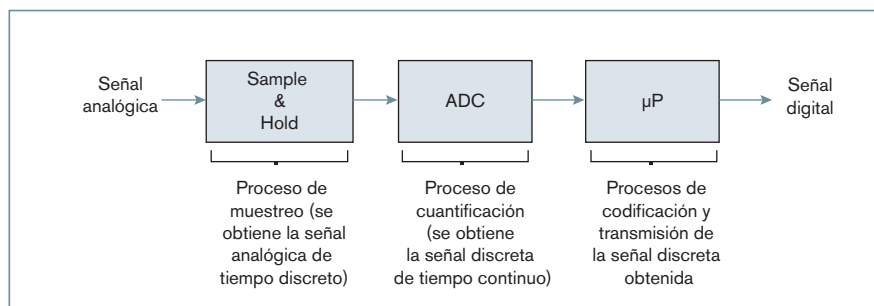 Señal
analógica
Sample
&
Hold
ADC
µP
Señal
digital
Proceso de
muestreo (se
obtiene la señal
analógica de
tiempo discreto)
Proceso de
cuantificación
(se obtiene
la señal discreta
de tiempo continuo)
Procesos de
codificación y
transmisión de
la señal discreta
obtenida